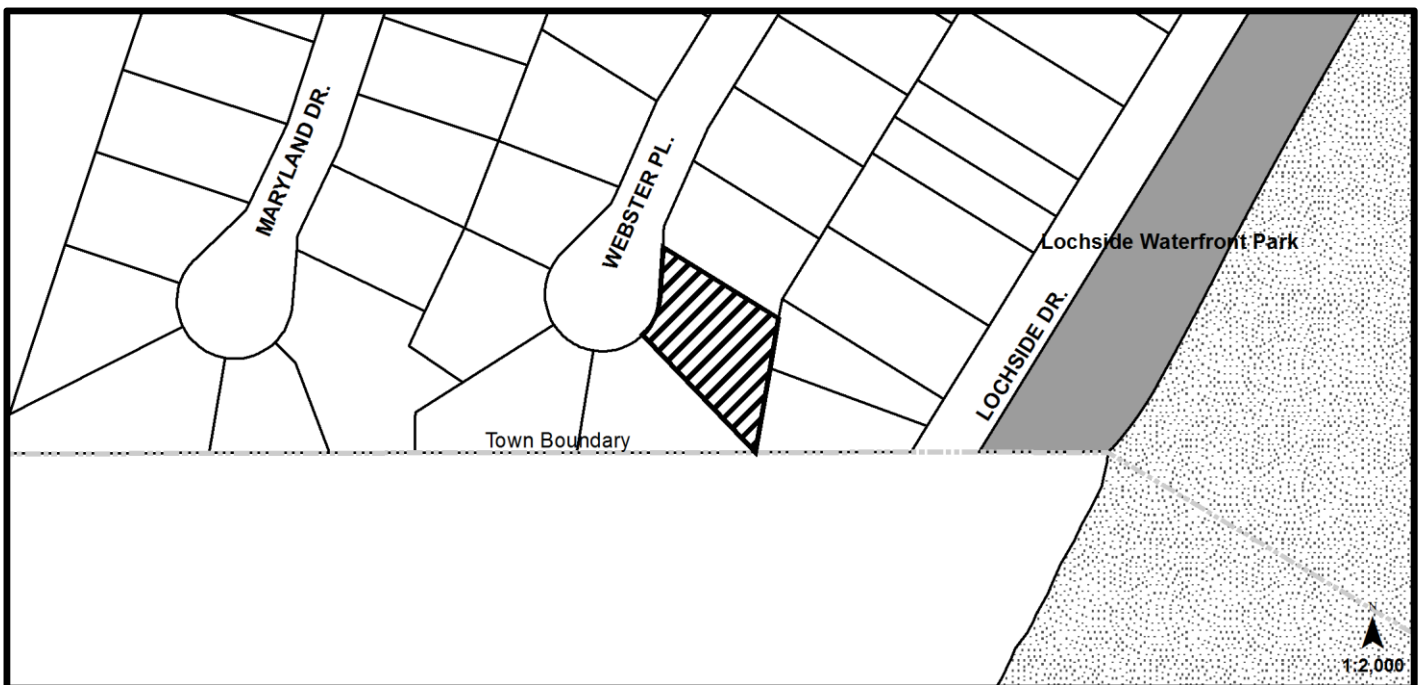 MARYLAND DR.
WEBSTER PL.
Lochside Waterfront Park
LOCHSIDE DR.
Town Boundary
N
1:2,000